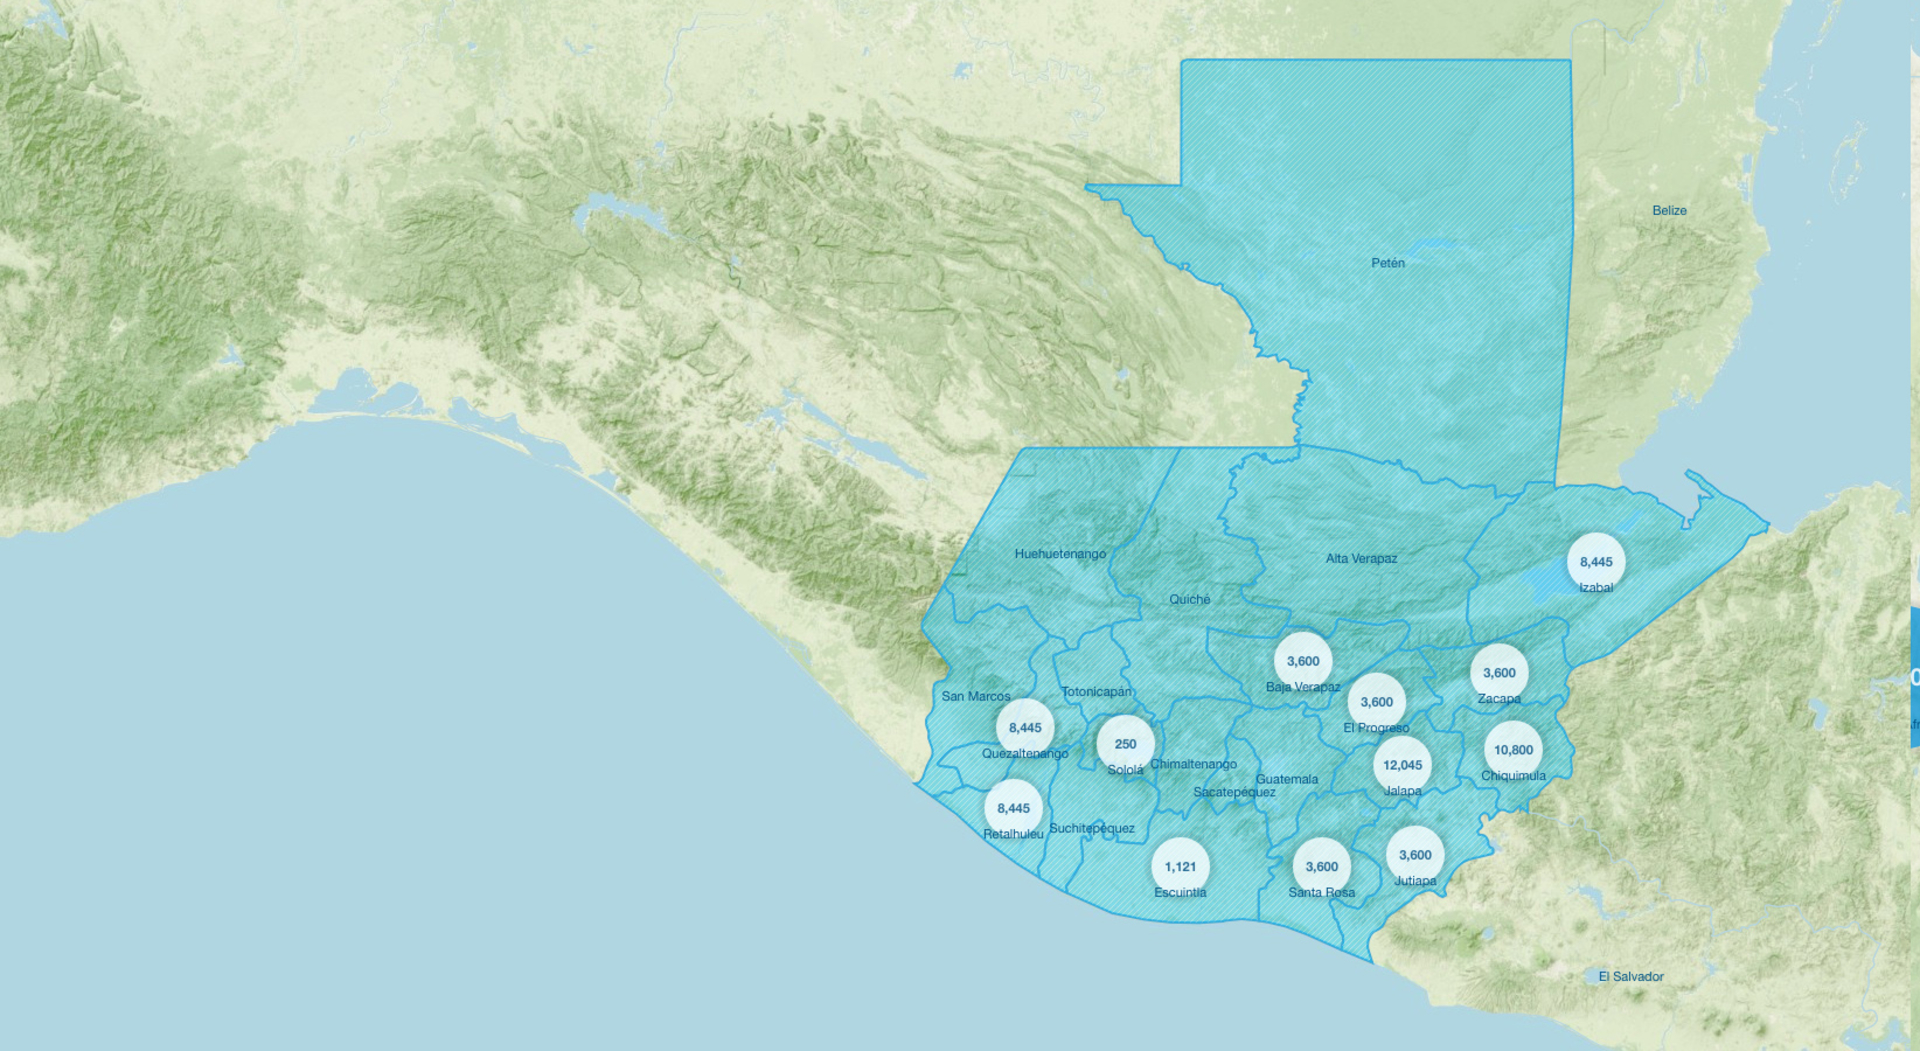 Belize
Petén
Huehuetenango
Alta Verapaz
8,445
Izabal
Quiché
3,600
Baja Verapaz
3,600
Zacapa
San Marcos
Totonicapán
3,600
El Progreso
8,445
Quezaltenango
250
Sololá
Chimaltenango
10,800
Chiquimula
12,045
Jalapa
Guatemala
Sacatepéquez
8,445
Retalhuleu
Suchitepéquez
1,121
Escuintla
3,600
Santa Rosa
3,600
Jutiapa
El Salvador